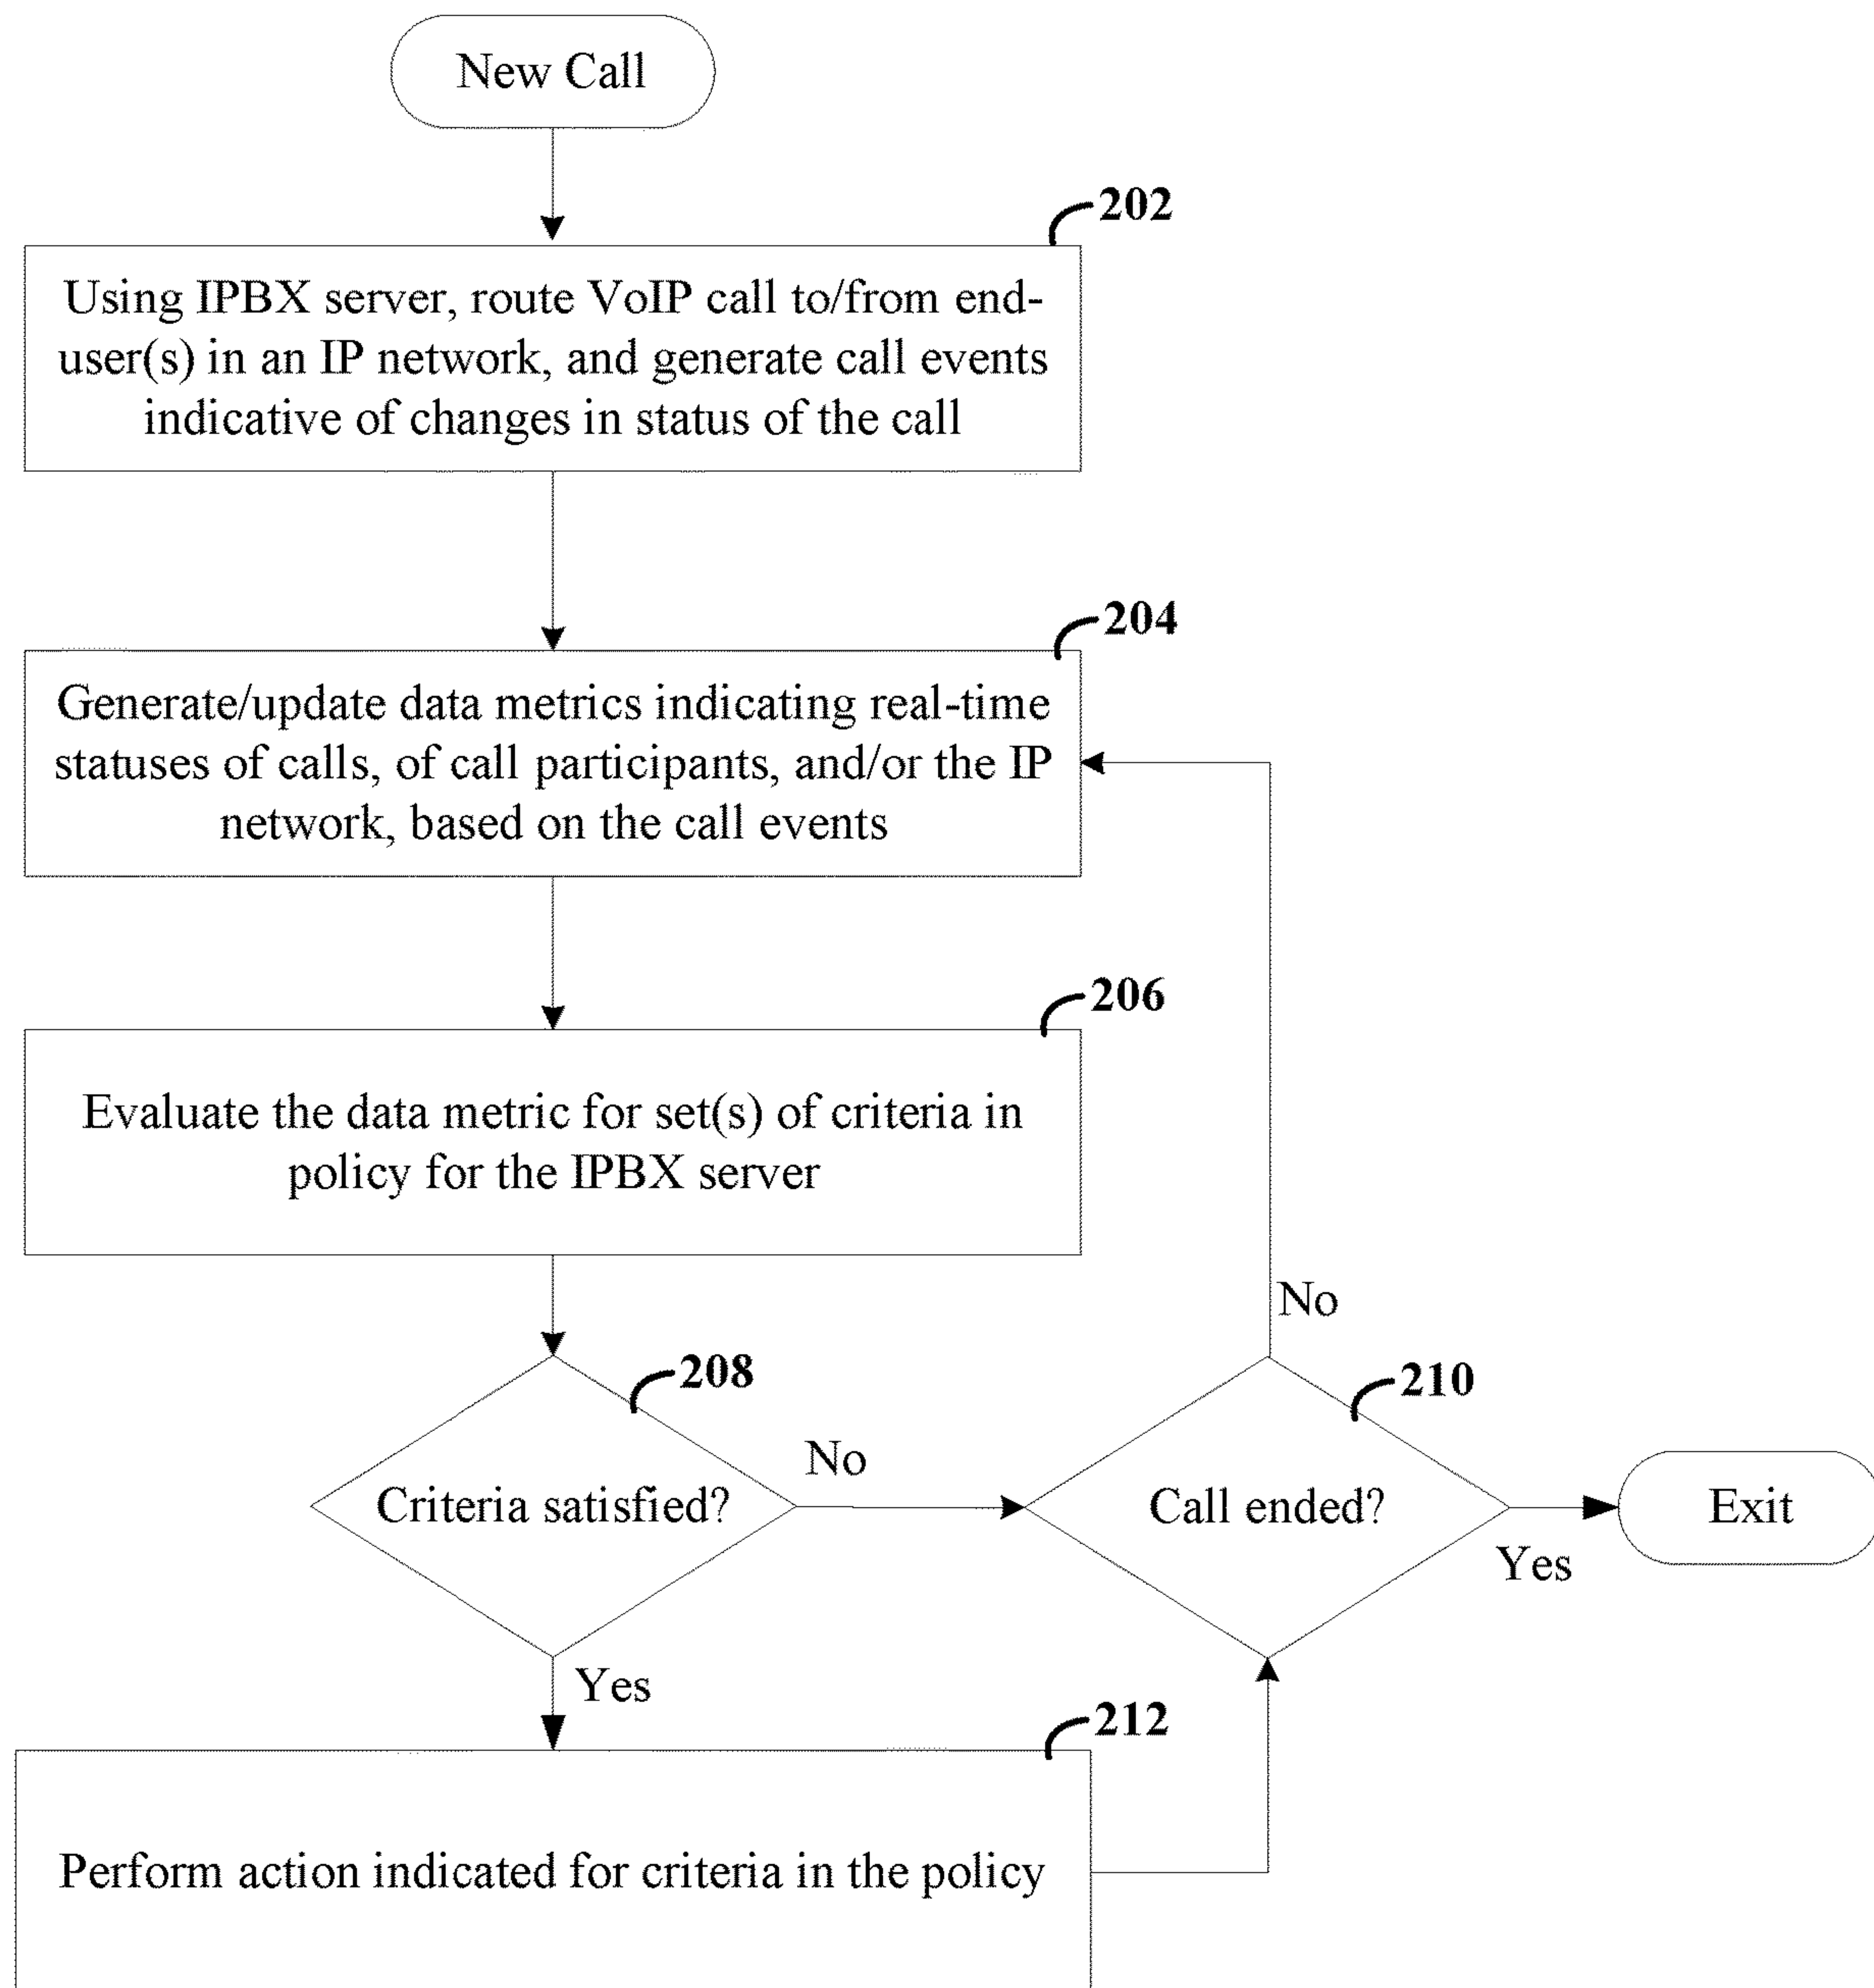 New Call
202
Using IPBX server, route VoIP call to/from end-
user(s) in an IP network, and generate call events
indicative of changes in status of the call
204
Generate/update data metrics indicating real-time
statuses of calls, of call participants, and/or the IP
network, based on the call events
206
Evaluate the data metric for set(s) of criteria in
policy for the IPBX server
No
208
210
No
Criteria satisfied?
Call ended?
Exit
Yes
Yes
212
Perform action indicated for criteria in the policy